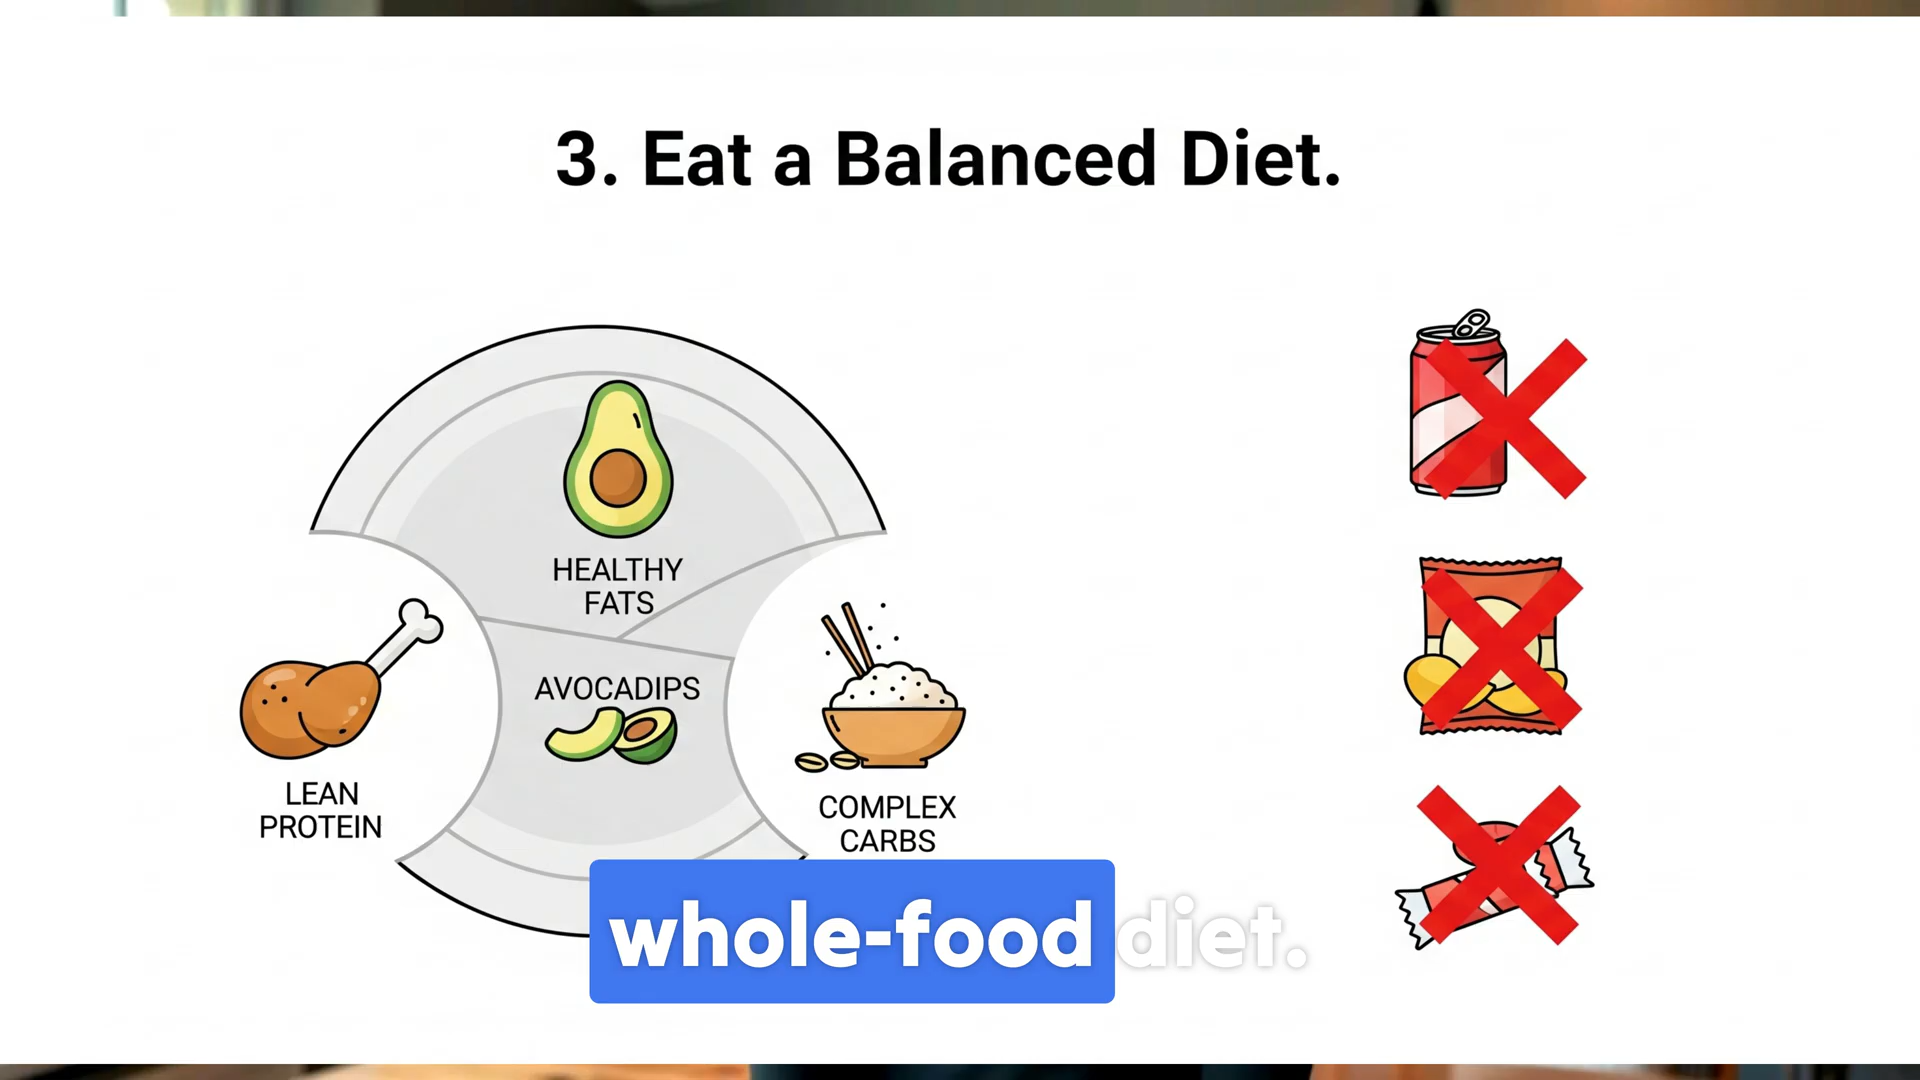 3. Eat a Balanced Diet.
HEALTHY
FATS
AVOCADIPS
LEAN
PROTEIN
COMPLEX
CARBS
whole-food diet.